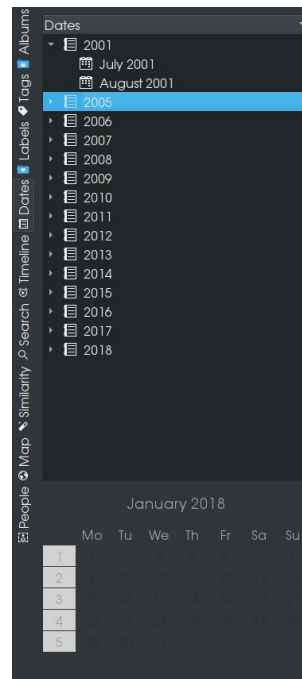 Albums
Tags
Labels
Dates
Timeline
Search
Similarity
Map
People
Dates
2001
July 2001
August 2001
2005
2006
2007
2008
2009
2010
2011
2012
2013
2014
2015
2016
2017
2018
January 2018
Mo Tu We Th Fr Sa Su
1
2
3
4
5